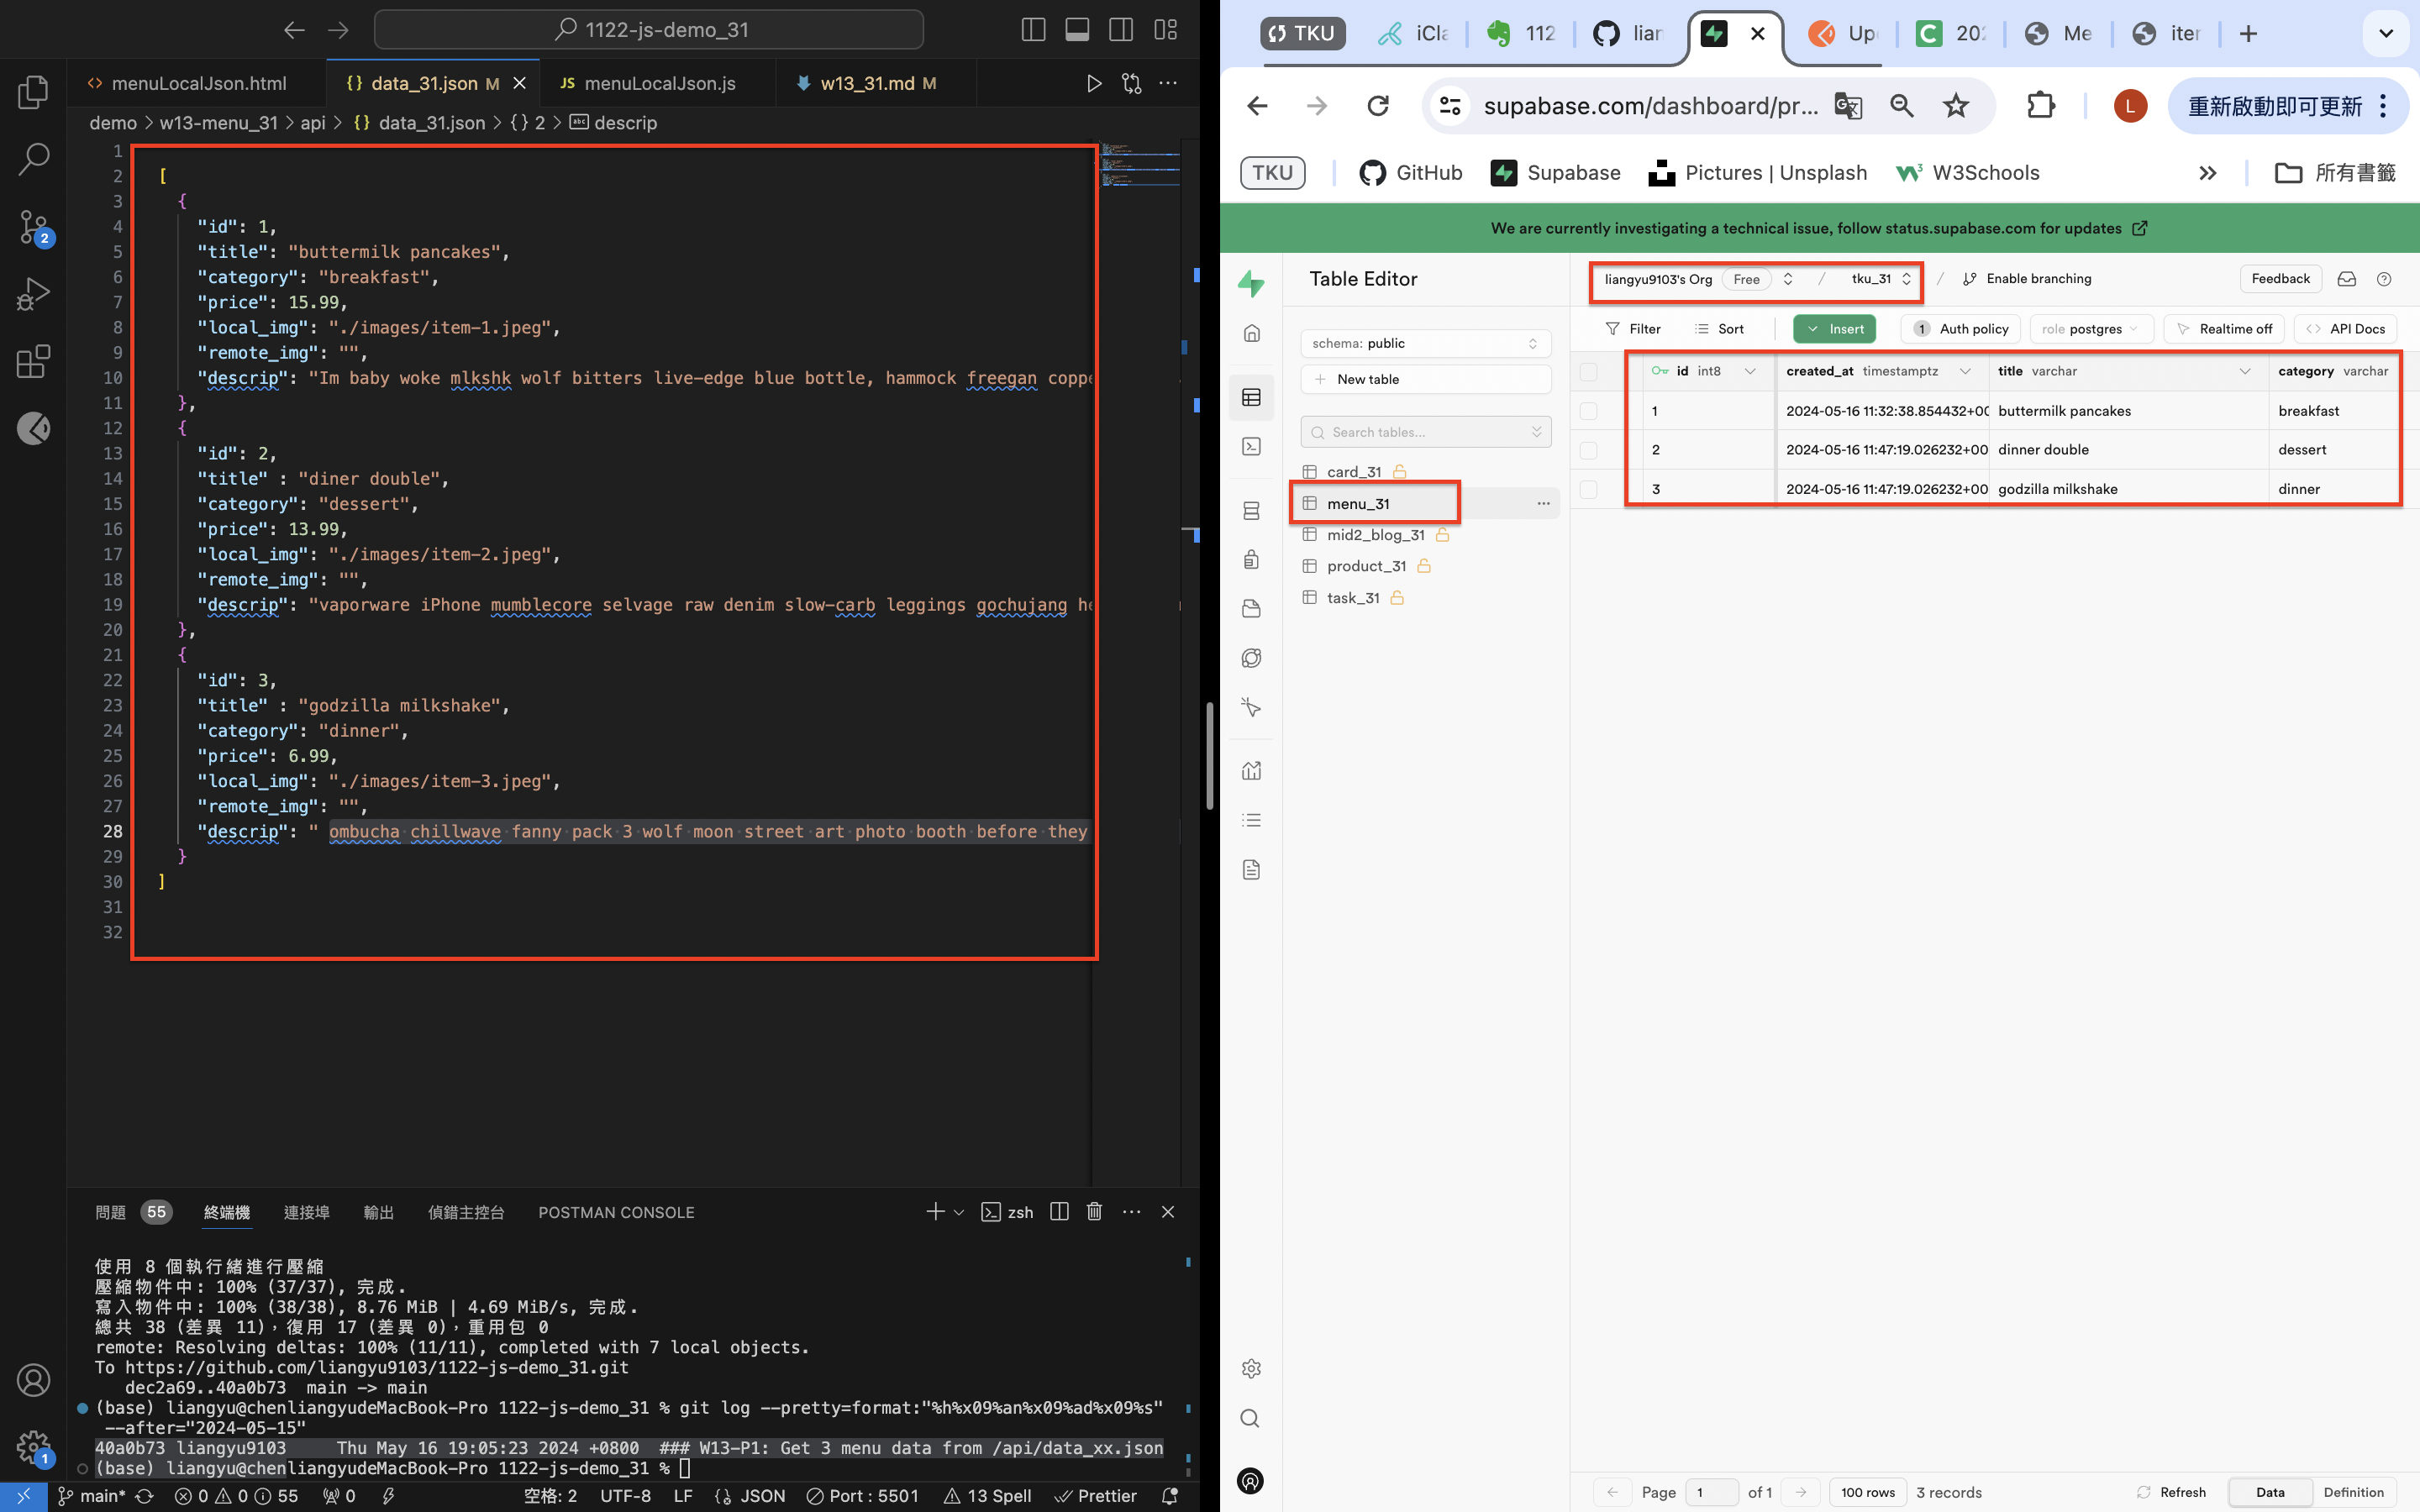 1122-js-demo_31
menuLocalJson.html
{} data_31.json M
JS menuLocalJson.js
w13_31.md M
demo > w13-menu_31 > api > {} data_31.json > {} 2 > abc descrip
1
2 [
3 {
4 "id": 1,
5 "title": "buttermilk pancakes",
6 "category": "breakfast",
7 "price": 15.99,
8 "local_img": "./images/item-1.jpeg",
9 "remote_img": "",
10 "descrip": "Im baby woke mlkshk wolf bitters live-edge blue bottle, hammock freegan coppe
11 },
12 {
13 "id": 2,
14 "title" : "diner double",
15 "category": "dessert",
16 "price": 13.99,
17 "local_img": "./images/item-2.jpeg",
18 "remote_img": "",
19 "descrip": "vaporware iPhone mumblecore selvage raw denim slow-carb leggings gochujang he
20 },
21 {
22 "id": 3,
23 "title" : "godzilla milkshake",
24 "category": "dinner",
25 "price": 6.99,
26 "local_img": "./images/item-3.jpeg",
27 "remote_img": "",
28 "descrip": " ombucha chillwave fanny pack 3 wolf moon street art photo booth before they
29 }
30 ]
31
32
問題 55 終端機 連接埠 輸出 偵錯主控台 POSTMAN CONSOLE zsh
使用 8 個執行緒進行壓縮
壓縮物件中: 100% (37/37), 完成.
寫入物件中: 100% (38/38), 8.76 MiB | 4.69 MiB/s, 完成.
總共 38 (差異 11)，復用 17 (差異 0)，重用包 0
remote: Resolving deltas: 100% (11/11), completed with 7 local objects.
To https://github.com/liangyu9103/1122-js-demo_31.git
dec2a69..40a0b73 main -> main
(base) liangyu@chenliangyudeMacBook-Pro 1122-js-demo_31 % git log --pretty=format:"%h%x09%an%x09%ad%x09%s"
--after="2024-05-15"
40a0b73 liangyu9103 Thu May 16 19:05:23 2024 +0800 ### W13-P1: Get 3 menu data from /api/data_xx.json
(base) liangyu@chenliangyudeMacBook-Pro 1122-js-demo_31 %
2
1
main* 0 0 55 0 空格: 2 UTF-8 LF {} JSON Port : 5501 13 Spell Prettier
TKU iCla 112 lian Up 202 Me iter
supabase.com/dashboard/pr... L 重新啟動即可更新
TKU GitHub Supabase Pictures | Unsplash W3Schools 所有書籤
We are currently investigating a technical issue, follow status.supabase.com for updates
Table Editor
liangyu9103's Org Free / tku_31 / Enable branching Feedback
schema: public
New table
Search tables...
card_31
menu_31
mid2_blog_31
product_31
task_31
Filter Sort Insert 1 Auth policy role postgres Realtime off API Docs
id int8 created_at timestamptz title varchar category varchar
1 2024-05-16 11:32:38.854432+00 buttermilk pancakes breakfast
2 2024-05-16 11:47:19.026232+00 dinner double dessert
3 2024-05-16 11:47:19.026232+00 godzilla milkshake dinner
Page 1 of 1 100 rows 3 records Refresh Data Definition